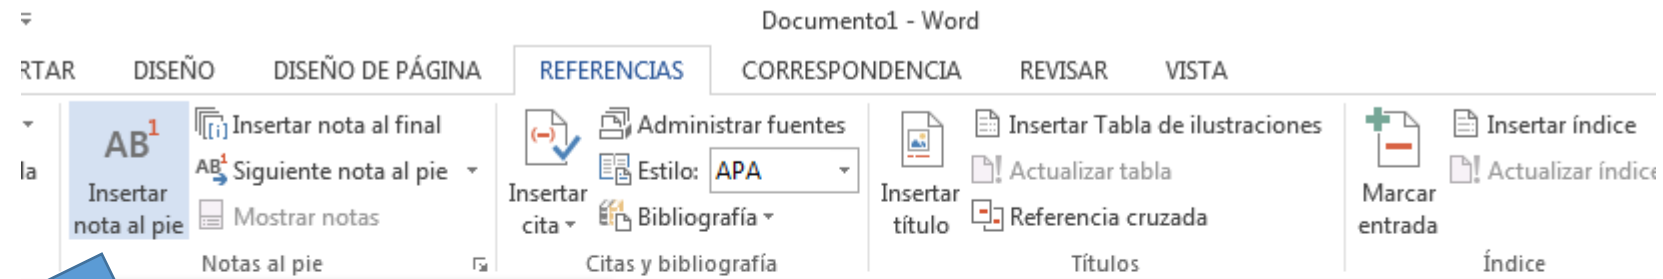 Documento1 - Word
RTAR DISEÑO DISEÑO DE PÁGINA REFERENCIAS CORRESPONDENCIA REVISAR VISTA
la
AB1
Insertar
nota al pie
[i] Insertar nota al final
AB1 Siguiente nota al pie
Mostrar notas
Notas al pie
(-)
Insertar
cita
Administrar fuentes
Estilo: APA
Bibliografía
Citas y bibliografía
Insertar
título
Insertar Tabla de ilustraciones
Actualizar tabla
Referencia cruzada
Títulos
Marcar
entrada
Insertar índice
Actualizar índice
Índice